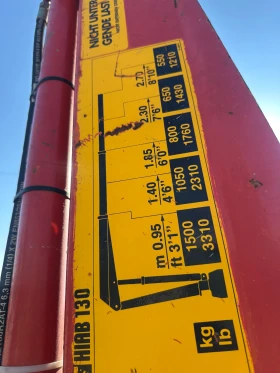 NICHT UNTER
GENDE LAST
HIAB 130
m 0.95
ft 3'1"
1.40
4'6"
1.85
6'0"
2.30
7'6"
2.70
8'10"
kg
lb
1500
3310
1050
2310
800
1760
650
1430
550
1210